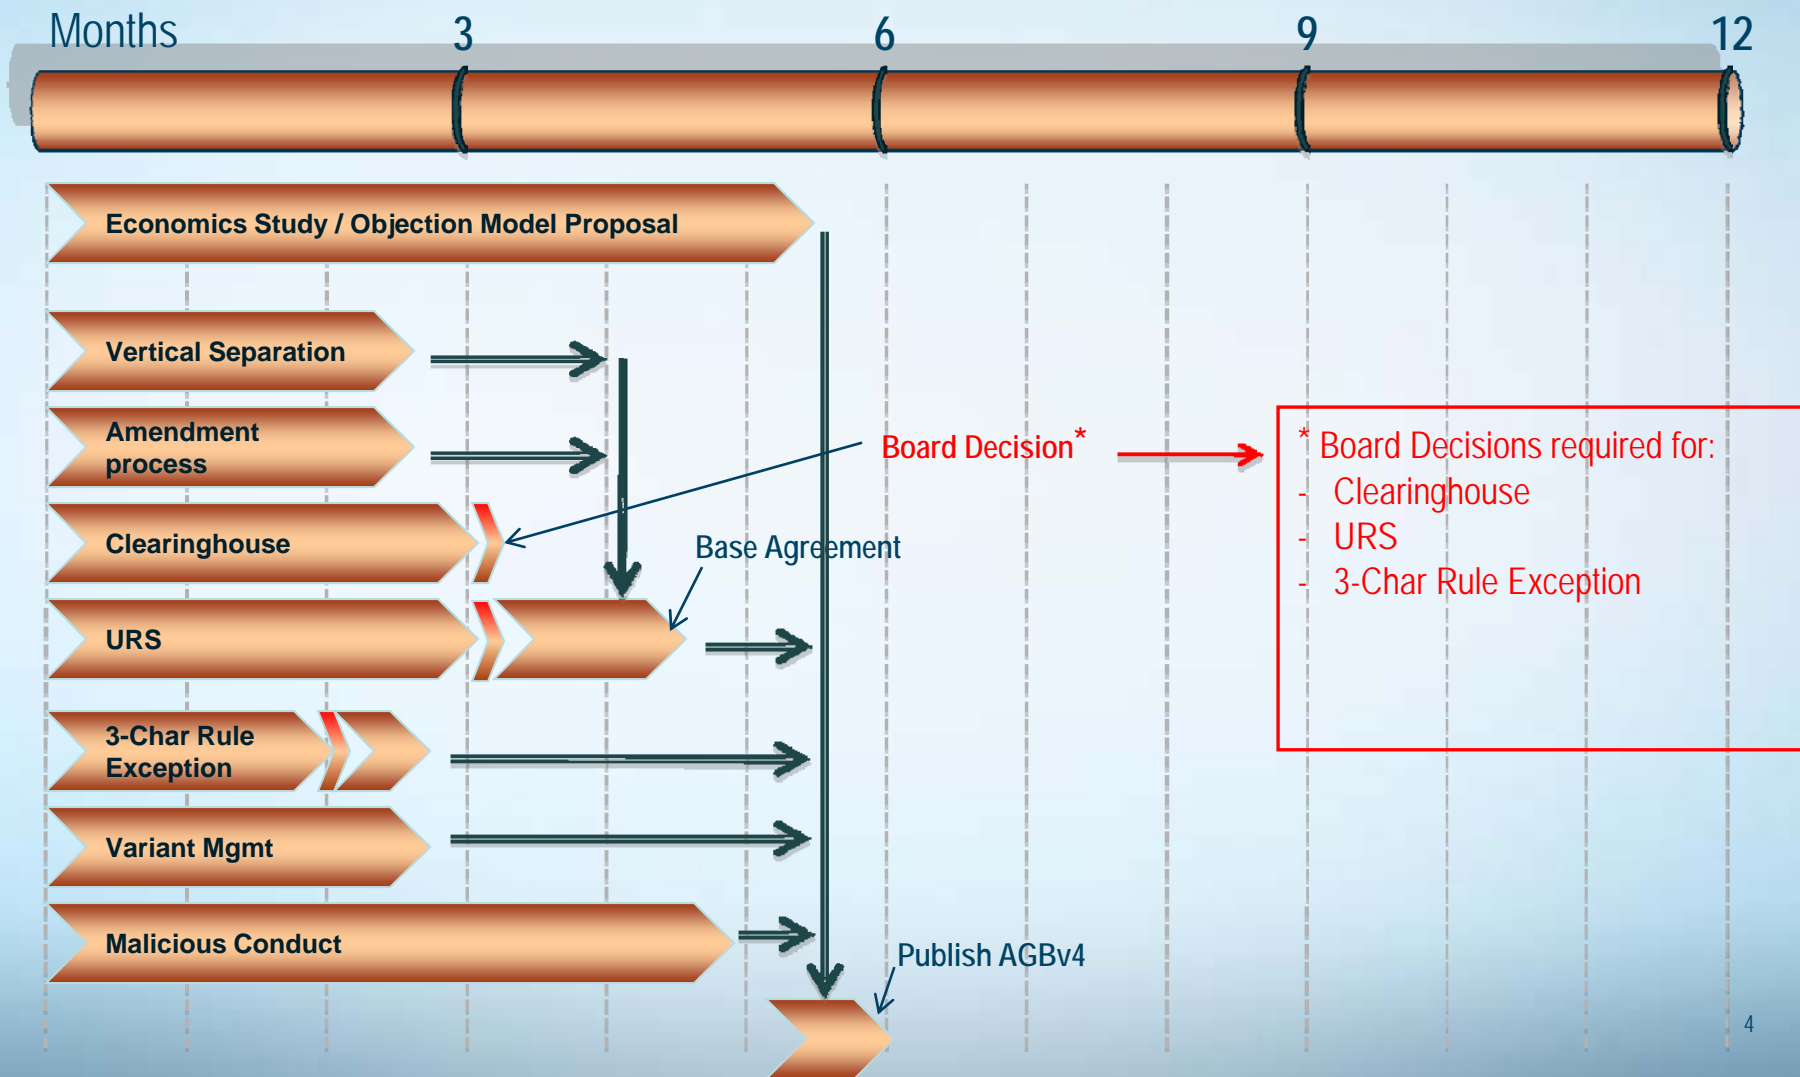 Months 3 6 9 12
Economics Study / Objection Model Proposal
Vertical Separation
Amendment
process
Board Decision*
* Board Decisions required for:
- Clearinghouse
- URS
- 3-Char Rule Exception
Clearinghouse
Base Agreement
URS
3-Char Rule
Exception
Variant Mgmt
Malicious Conduct
Publish AGBv4
4